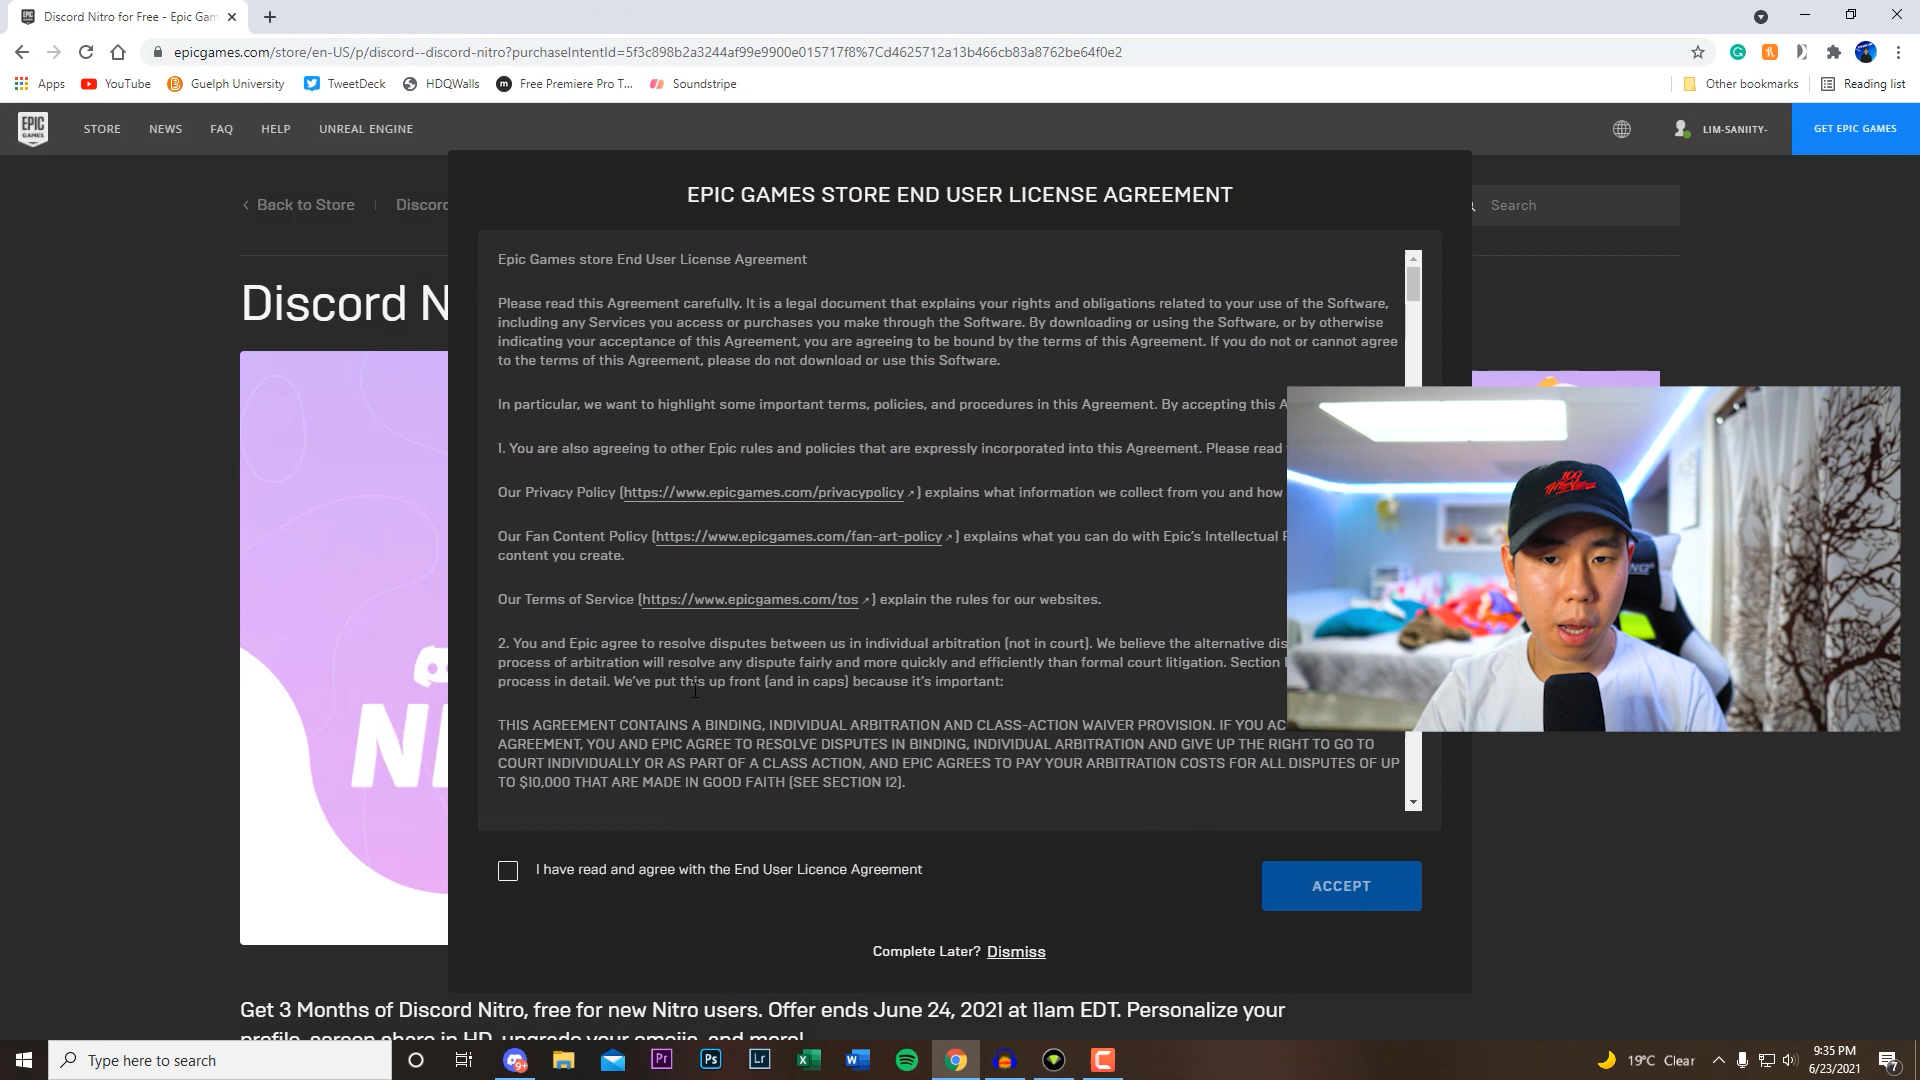 Discord Nitro for Free - Epic Gam
epicgames.com/store/en-US/p/discord--discord-nitro?purchaseIntentId=5f3c898b2a3244af99e9900e015717f8%7Cd4625712a13b466cb83a8762be64f0e2
Apps YouTube Guelph University TweetDeck HDQWalls Free Premiere Pro T... Soundstripe Other bookmarks Reading list
EPIC GAMES STORE NEWS FAQ HELP UNREAL ENGINE LIM-SANIITY- GET EPIC GAMES
EPIC GAMES STORE END USER LICENSE AGREEMENT
Back to Store Discord Search
Epic Games store End User License Agreement
Discord N
Please read this Agreement carefully. It is a legal document that explains your rights and obligations related to your use of the Software,
including any Services you access or purchases you make through the Software. By downloading or using the Software, or by otherwise
indicating your acceptance of this Agreement, you are agreeing to be bound by the terms of this Agreement. If you do not or cannot agree
to the terms of this Agreement, please do not download or use this Software.
In particular, we want to highlight some important terms, policies, and procedures in this Agreement. By accepting this A
1. You are also agreeing to other Epic rules and policies that are expressly incorporated into this Agreement. Please read
Our Privacy Policy (https://www.epicgames.com/privacypolicy ) explains what information we collect from you and how
Our Fan Content Policy (https://www.epicgames.com/fan-art-policy ) explains what you can do with Epic's Intellectual
content you create.
Our Terms of Service (https://www.epicgames.com/tos ) explain the rules for our websites.
2. You and Epic agree to resolve disputes between us in individual arbitration (not in court). We believe the alternative dis
process of arbitration will resolve any dispute fairly and more quickly and efficiently than formal court litigation. Section
process in detail. We've put this up front (and in caps) because it's important:
THIS AGREEMENT CONTAINS A BINDING, INDIVIDUAL ARBITRATION AND CLASS-ACTION WAIVER PROVISION. IF YOU AC
AGREEMENT, YOU AND EPIC AGREE TO RESOLVE DISPUTES IN BINDING, INDIVIDUAL ARBITRATION AND GIVE UP THE RIGHT TO GO TO
COURT INDIVIDUALLY OR AS PART OF A CLASS ACTION, AND EPIC AGREES TO PAY YOUR ARBITRATION COSTS FOR ALL DISPUTES OF UP
TO $10,000 THAT ARE MADE IN GOOD FAITH (SEE SECTION 12).
100
THIEVES
NI
I have read and agree with the End User Licence Agreement
ACCEPT
Complete Later? Dismiss
Get 3 Months of Discord Nitro, free for new Nitro users. Offer ends June 24, 2021 at 11am EDT. Personalize your
profile, screen share in HD, upgrade your emojis, and more!
Type here to search 9+ Pr Ps Lr 19°C Clear 9:35 PM
6/23/2021 7